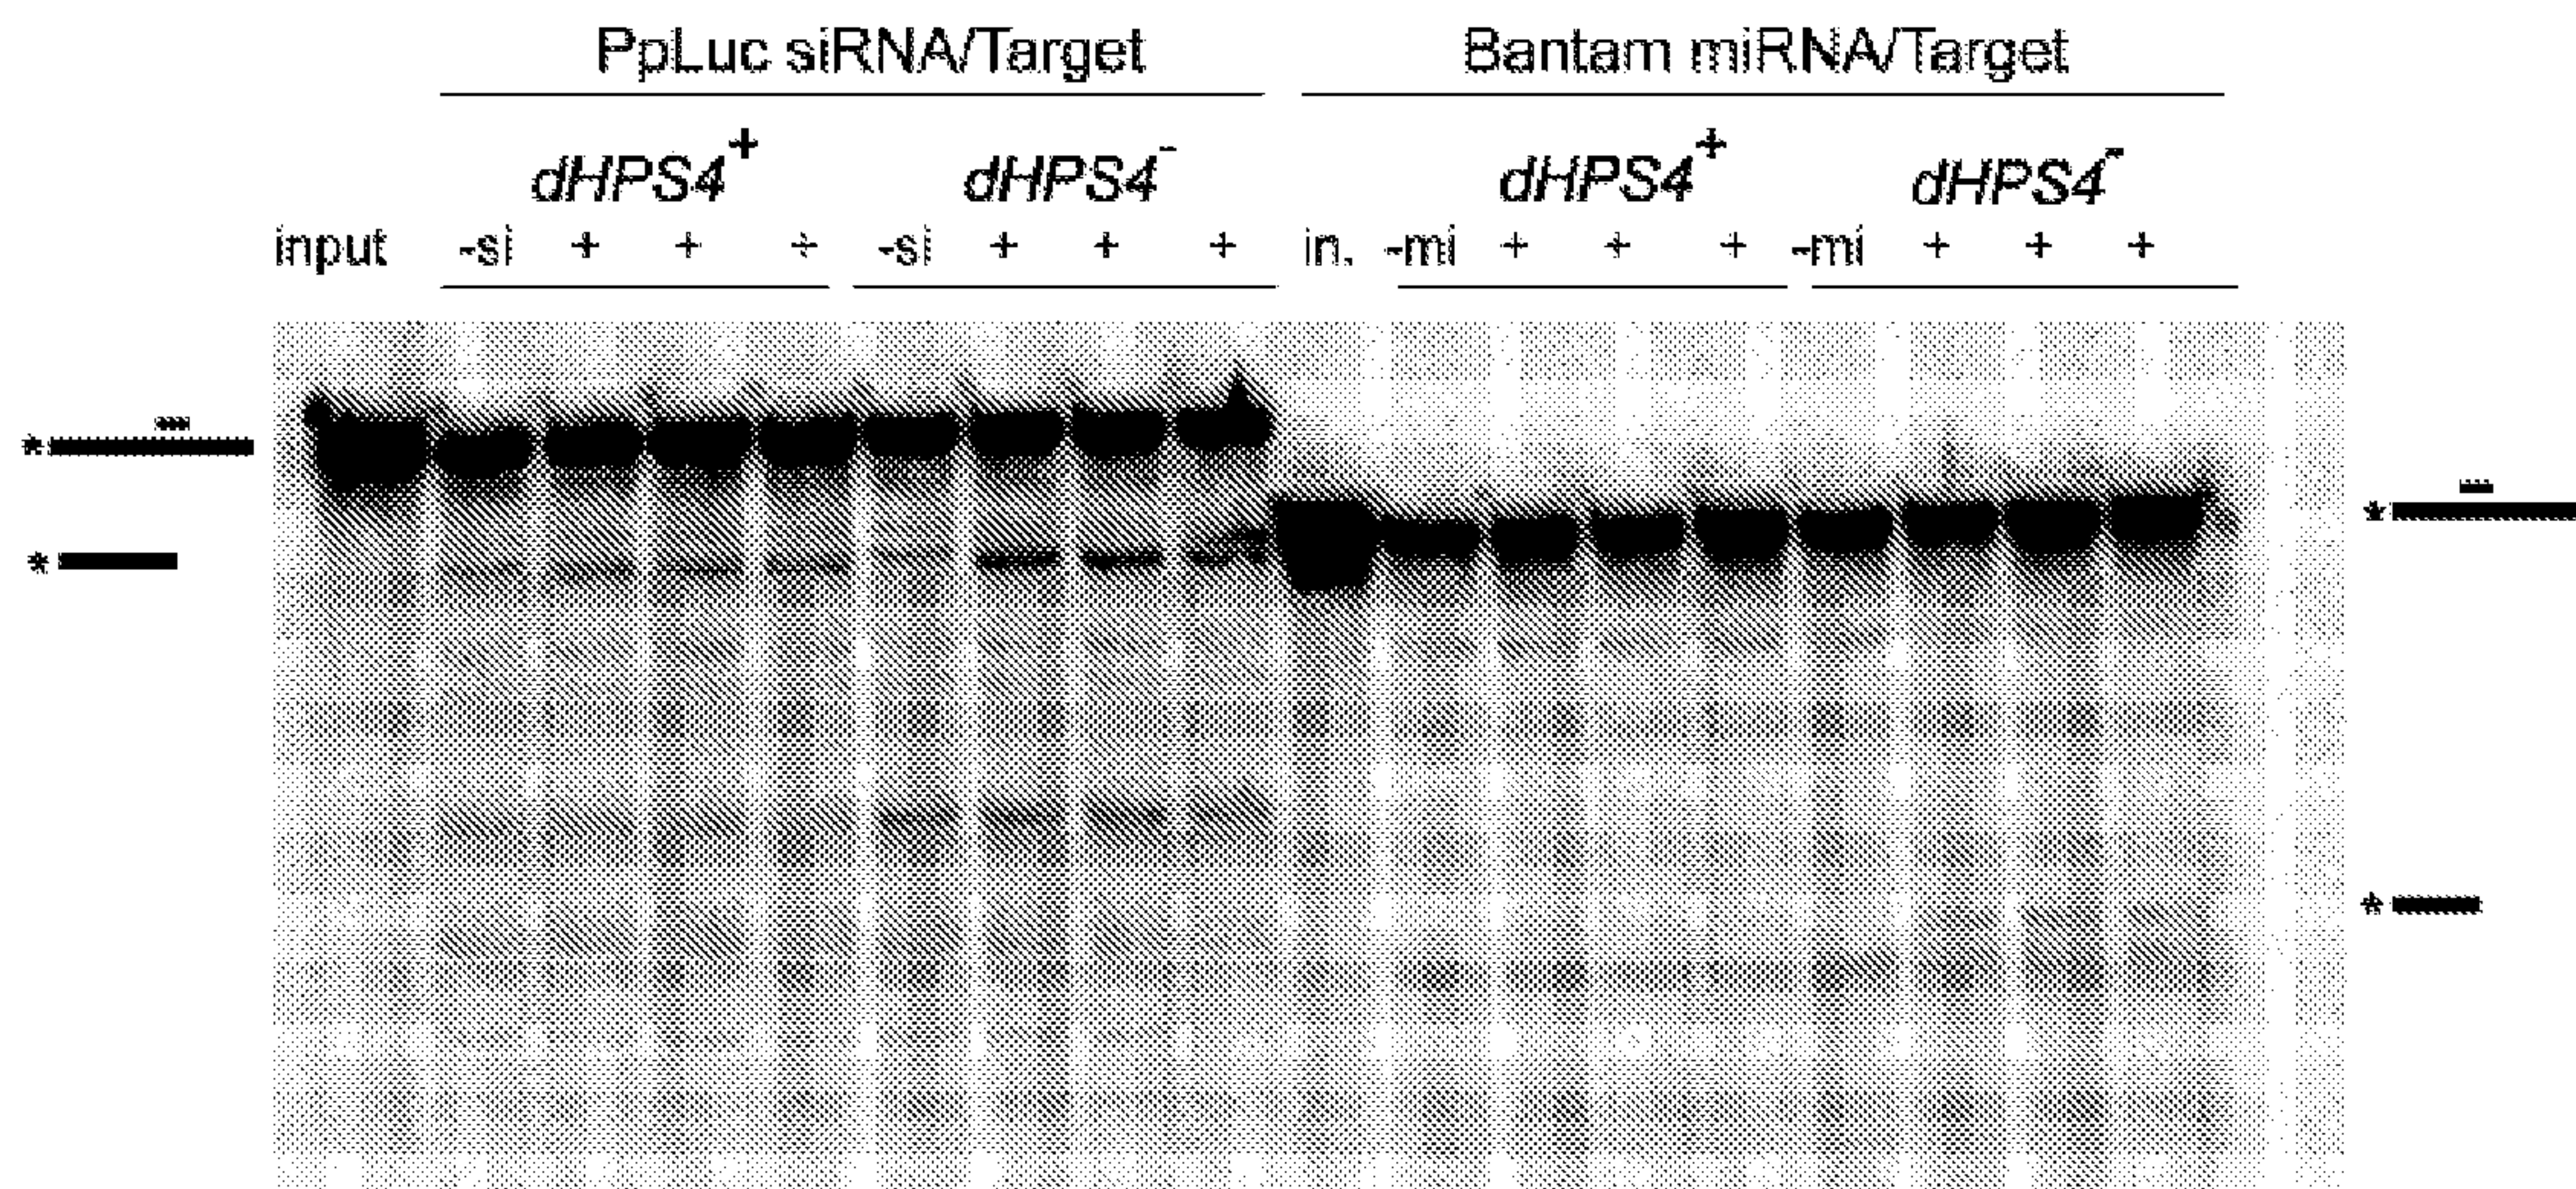 PpLuc siRNA/Target Bantam miRNA/Target
dHPS4+ dHPS4- dHPS4+ dHPS4-
input -si + + + -si + + + in. -mi + + + -mi + + +
* *
* *